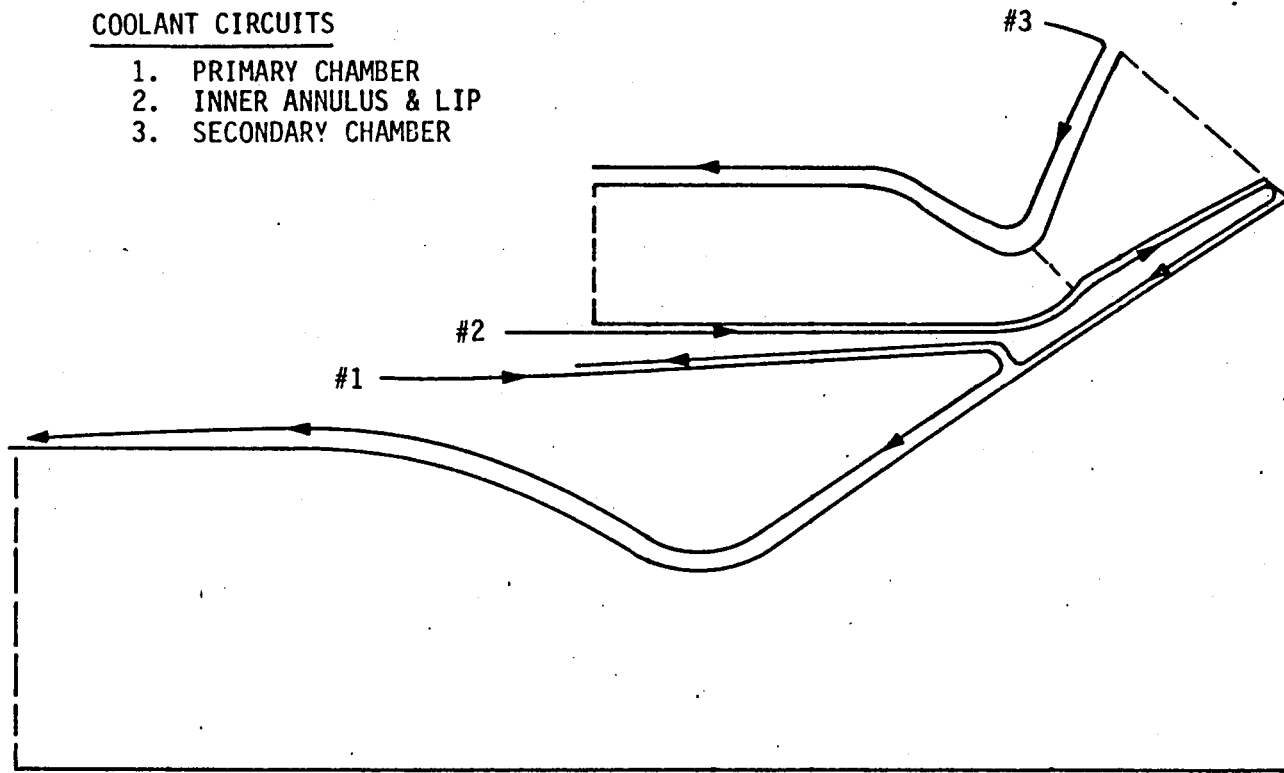 COOLANT CIRCUITS
1. PRIMARY CHAMBER
2. INNER ANNULUS & LIP
3. SECONDARY CHAMBER
#3
#2
#1